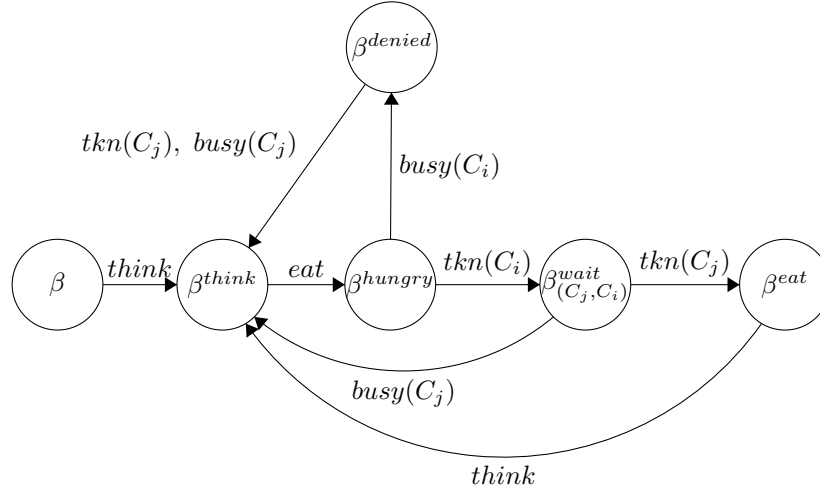 β^{denied}
tkn(C_j), busy(C_j)
busy(C_i)
β
think
β^{think}
eat
β^{hungry}
tkn(C_i)
β^{wait}_{(C_j,C_i)}
tkn(C_j)
β^{eat}
busy(C_j)
think